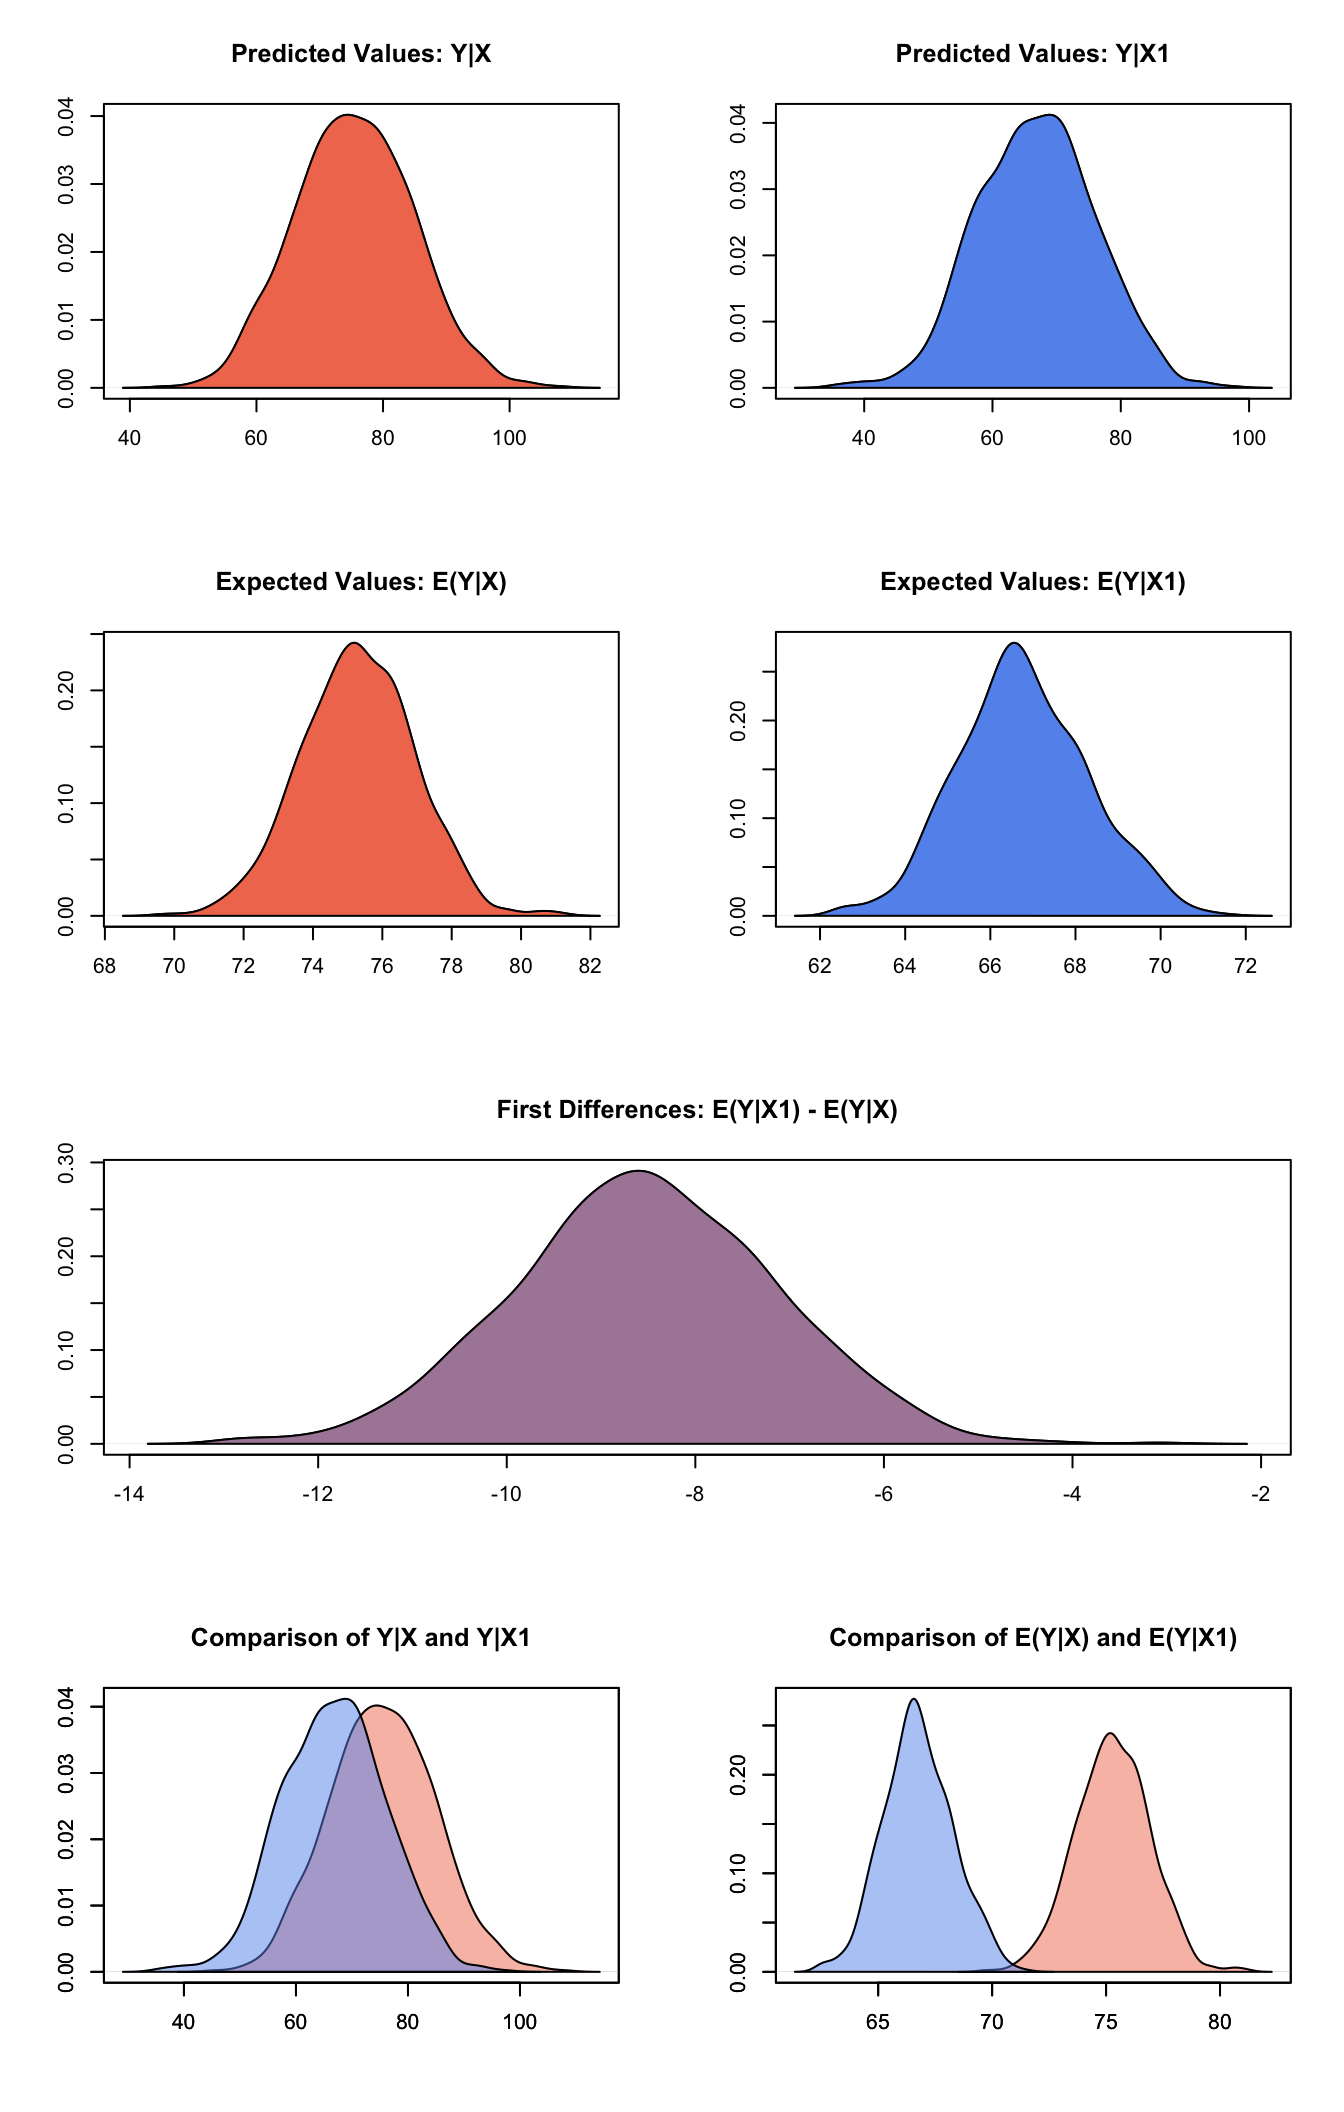 Predicted Values: Y|X
0.00 0.01 0.02 0.03 0.04
40 60 80 100
Predicted Values: Y|X1
0.00 0.01 0.02 0.03 0.04
40 60 80 100
Expected Values: E(Y|X)
0.00 0.10 0.20
68 70 72 74 76 78 80 82
Expected Values: E(Y|X1)
0.00 0.10 0.20
62 64 66 68 70 72
First Differences: E(Y|X1) - E(Y|X)
0.00 0.10 0.20 0.30
-14 -12 -10 -8 -6 -4 -2
Comparison of Y|X and Y|X1
0.00 0.01 0.02 0.03 0.04
40 60 80 100
Comparison of E(Y|X) and E(Y|X1)
0.00 0.10 0.20
65 70 75 80